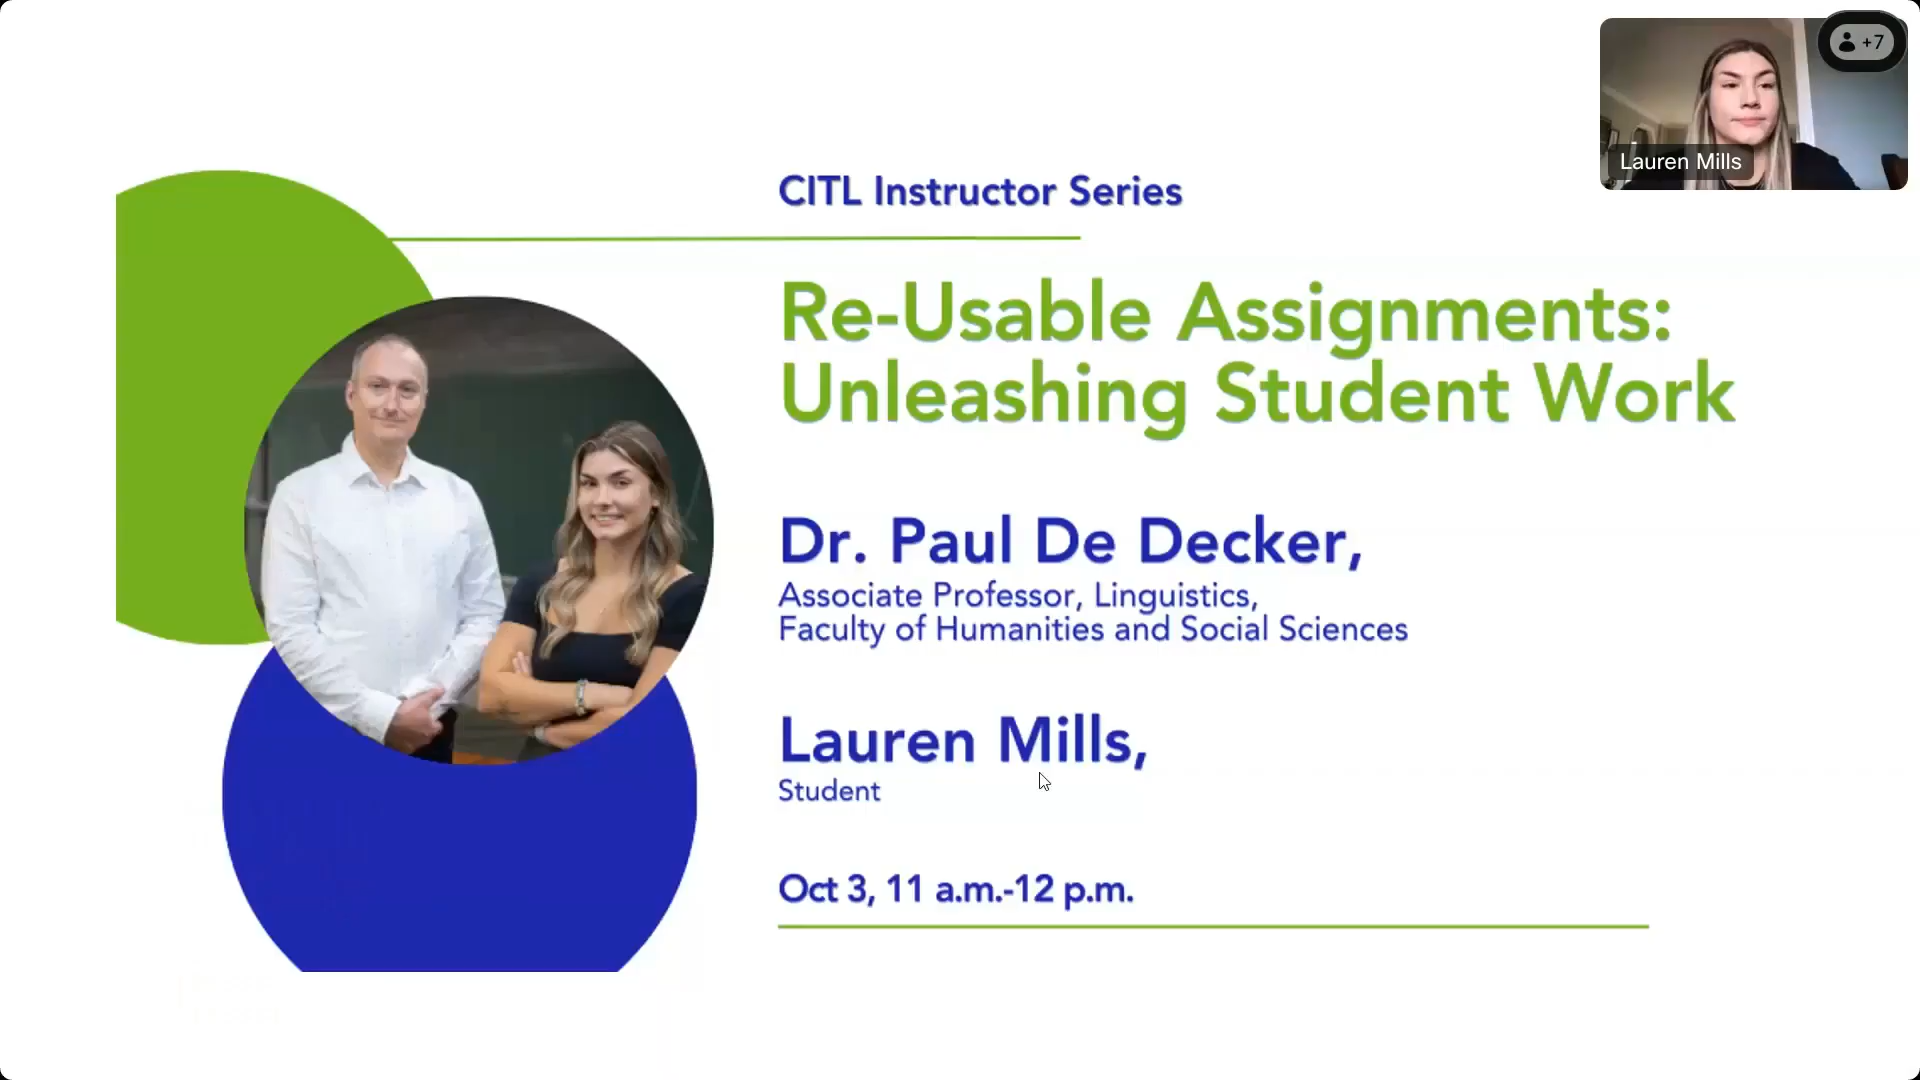 +7
Lauren Mills
CITL Instructor Series
Re-Usable Assignments:
Unleashing Student Work
Dr. Paul De Decker,
Associate Professor, Linguistics,
Faculty of Humanities and Social Sciences
Lauren Mills,
Student
Oct 3, 11 a.m.-12 p.m.